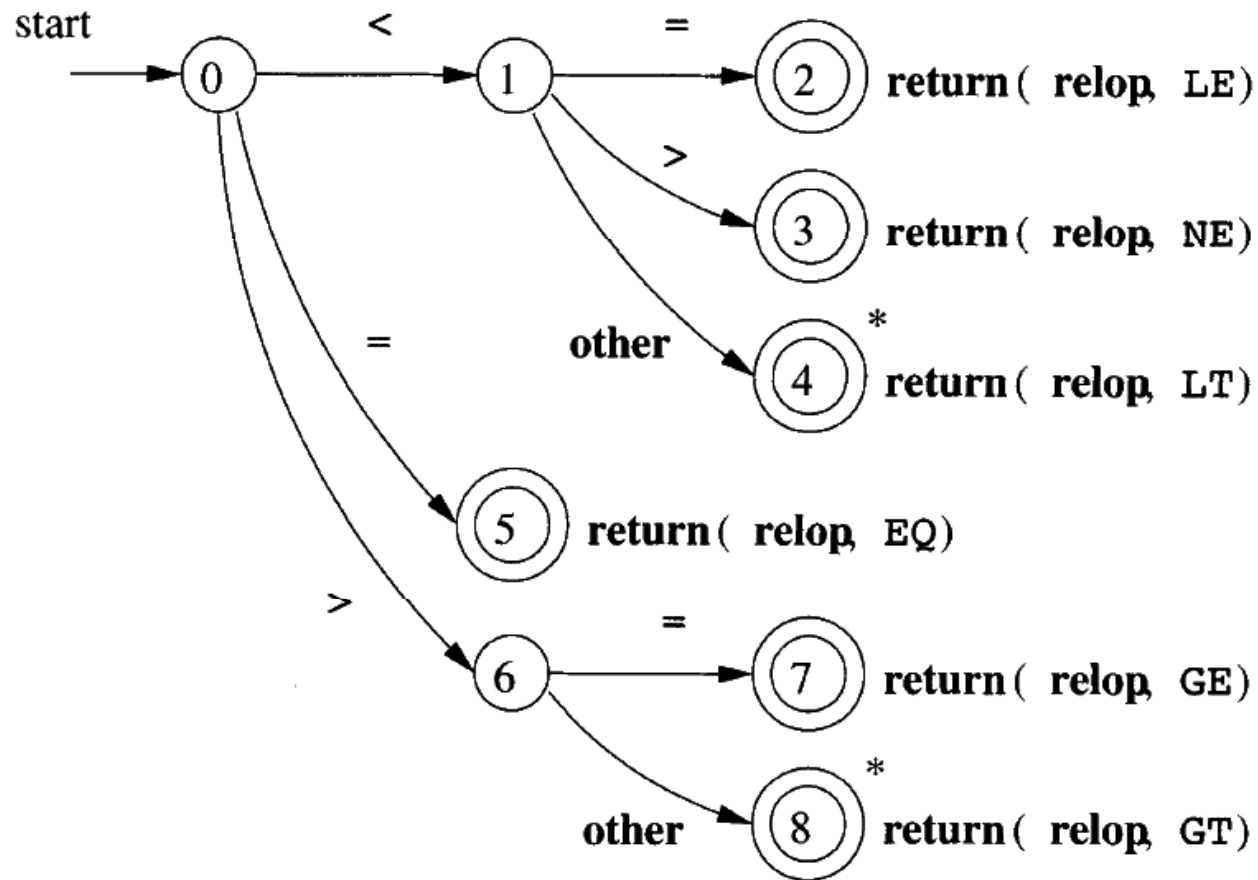 start
<
=
0
1
2
return( relop, LE)
>
3
return( relop, NE)
*
=
other
4
return( relop, LT)
5
return( relop, EQ)
>
=
6
7
return( relop, GE)
*
other
8
return( relop, GT)